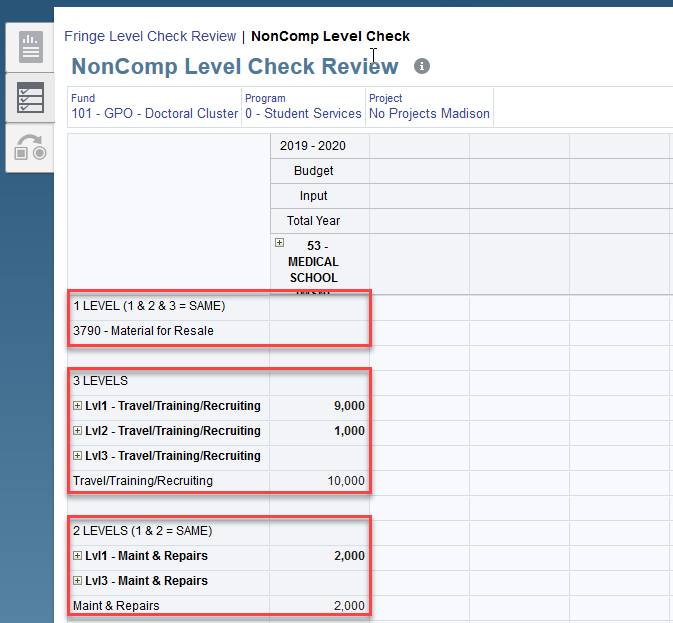 Fringe Level Check Review | NonComp Level Check
NonComp Level Check Review
Fund Program Project
101 - GPO - Doctoral Cluster 0 - Student Services No Projects Madison
2019 - 2020
Budget
Input
Total Year
53 -
MEDICAL
SCHOOL
1 LEVEL (1 & 2 & 3 = SAME)
3790 - Material for Resale
3 LEVELS
Lvl1 - Travel/Training/Recruiting 9,000
Lvl2 - Travel/Training/Recruiting 1,000
Lvl3 - Travel/Training/Recruiting
Travel/Training/Recruiting 10,000
2 LEVELS (1 & 2 = SAME)
Lvl1 - Maint & Repairs 2,000
Lvl3 - Maint & Repairs
Maint & Repairs 2,000